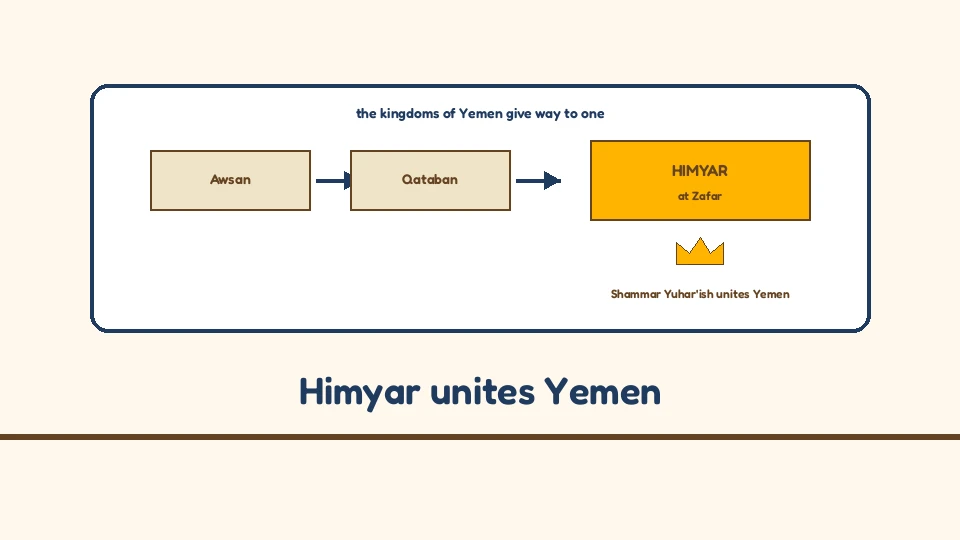 the kingdoms of Yemen give way to one
Awsan
Qataban
HIMYAR
at Zafar
Shammar Yuhar'ish unites Yemen
Himyar unites Yemen